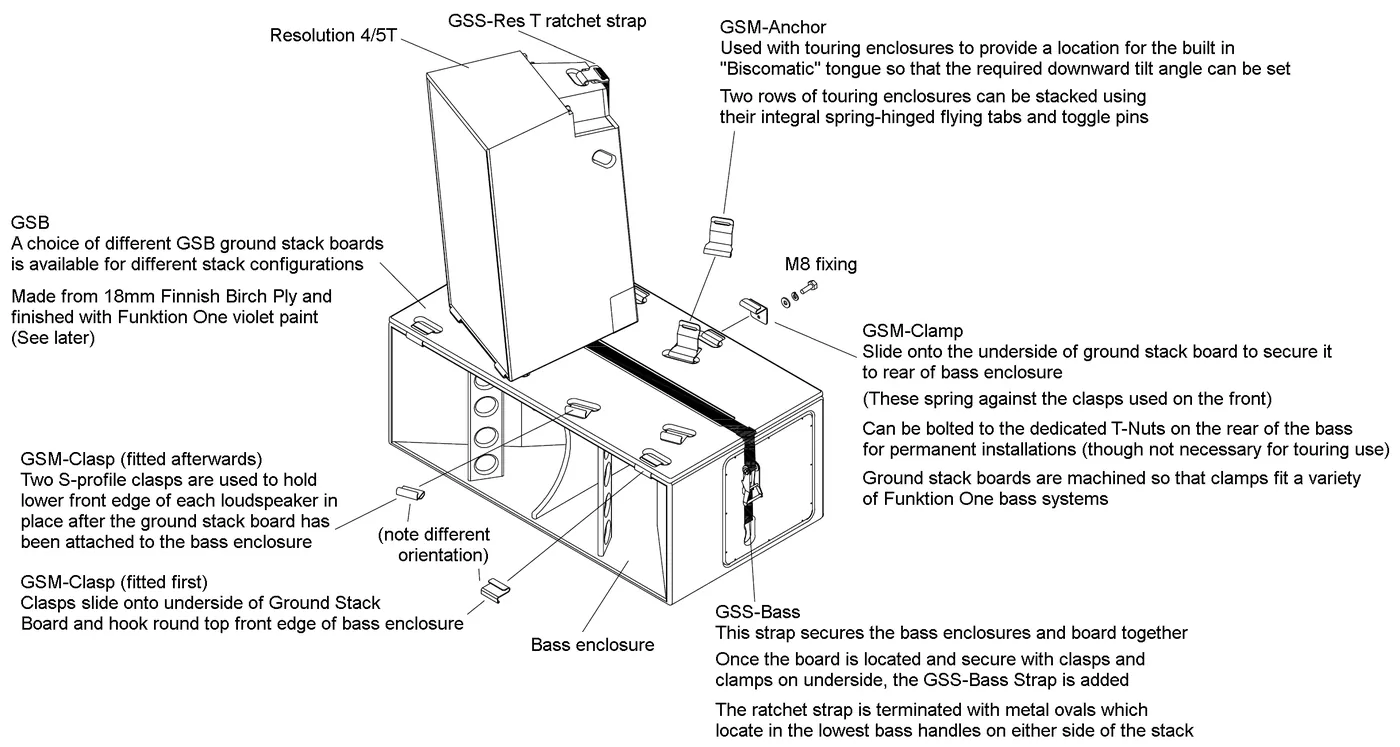 GSS-Res T ratchet strap
Resolution 4/5T
GSM-Anchor
Used with touring enclosures to provide a location for the built in
"Biscomatic" tongue so that the required downward tilt angle can be set
Two rows of touring enclosures can be stacked using
their integral spring-hinged flying tabs and toggle pins
GSB
A choice of different GSB ground stack boards
is available for different stack configurations
Made from 18mm Finnish Birch Ply and
finished with Funktion One violet paint
(See later)
M8 fixing
GSM-Clamp
Slide onto the underside of ground stack board to secure it
to rear of bass enclosure
(These spring against the clasps used on the front)
Can be bolted to the dedicated T-Nuts on the rear of the bass
for permanent installations (though not necessary for touring use)
Ground stack boards are machined so that clamps fit a variety
of Funktion One bass systems
GSM-Clasp (fitted afterwards)
Two S-profile clasps are used to hold
lower front edge of each loudspeaker in
place after the ground stack board has
been attached to the bass enclosure
(note different
orientation)
GSM-Clasp (fitted first)
Clasps slide onto underside of Ground Stack
Board and hook round top front edge of bass enclosure
Bass enclosure
GSS-Bass
This strap secures the bass enclosures and board together
Once the board is located and secure with clasps and
clamps on underside, the GSS-Bass Strap is added
The ratchet strap is terminated with metal ovals which
locate in the lowest bass handles on either side of the stack